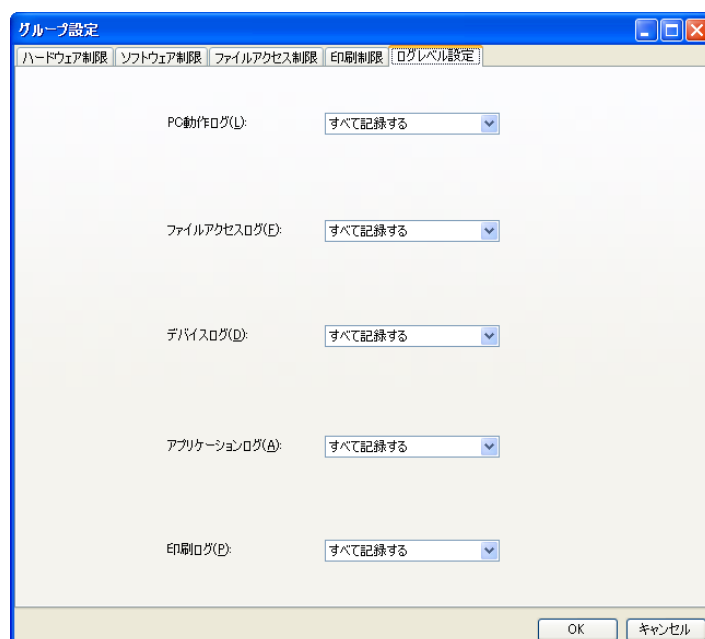 グループ設定
ハードウェア制限 ソフトウェア制限 ファイルアクセス制限 印刷制限 ログレベル設定
PC動作ログ(L): すべて記録する
ファイルアクセスログ(F): すべて記録する
デバイスログ(D): すべて記録する
アプリケーションログ(A): すべて記録する
印刷ログ(P): すべて記録する
OK キャンセル